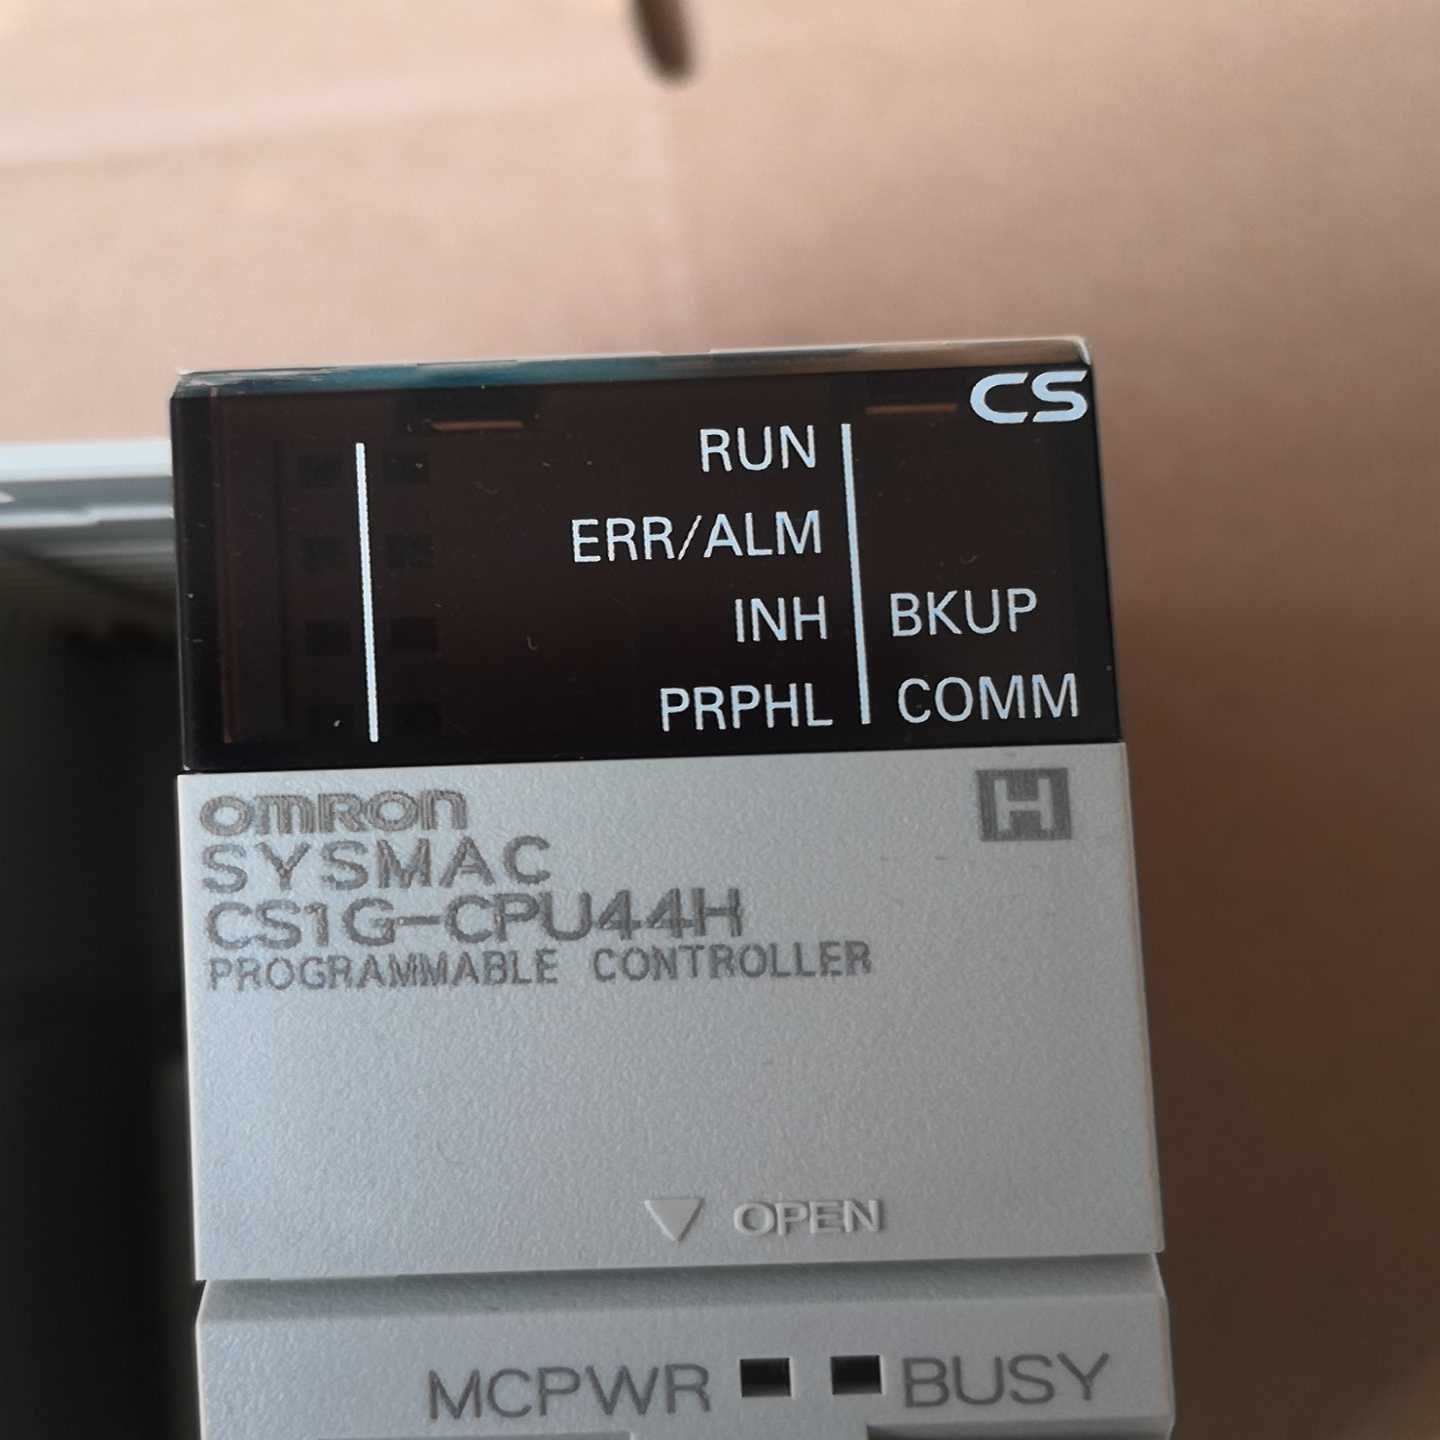 CS
RUN
ERR/ALM
INH BKUP
PRPHL COMM
omron
H
SYSMAC
CS1G-CPU44H
PROGRAMMABLE CONTROLLER
OPEN
MCPWR BUSY